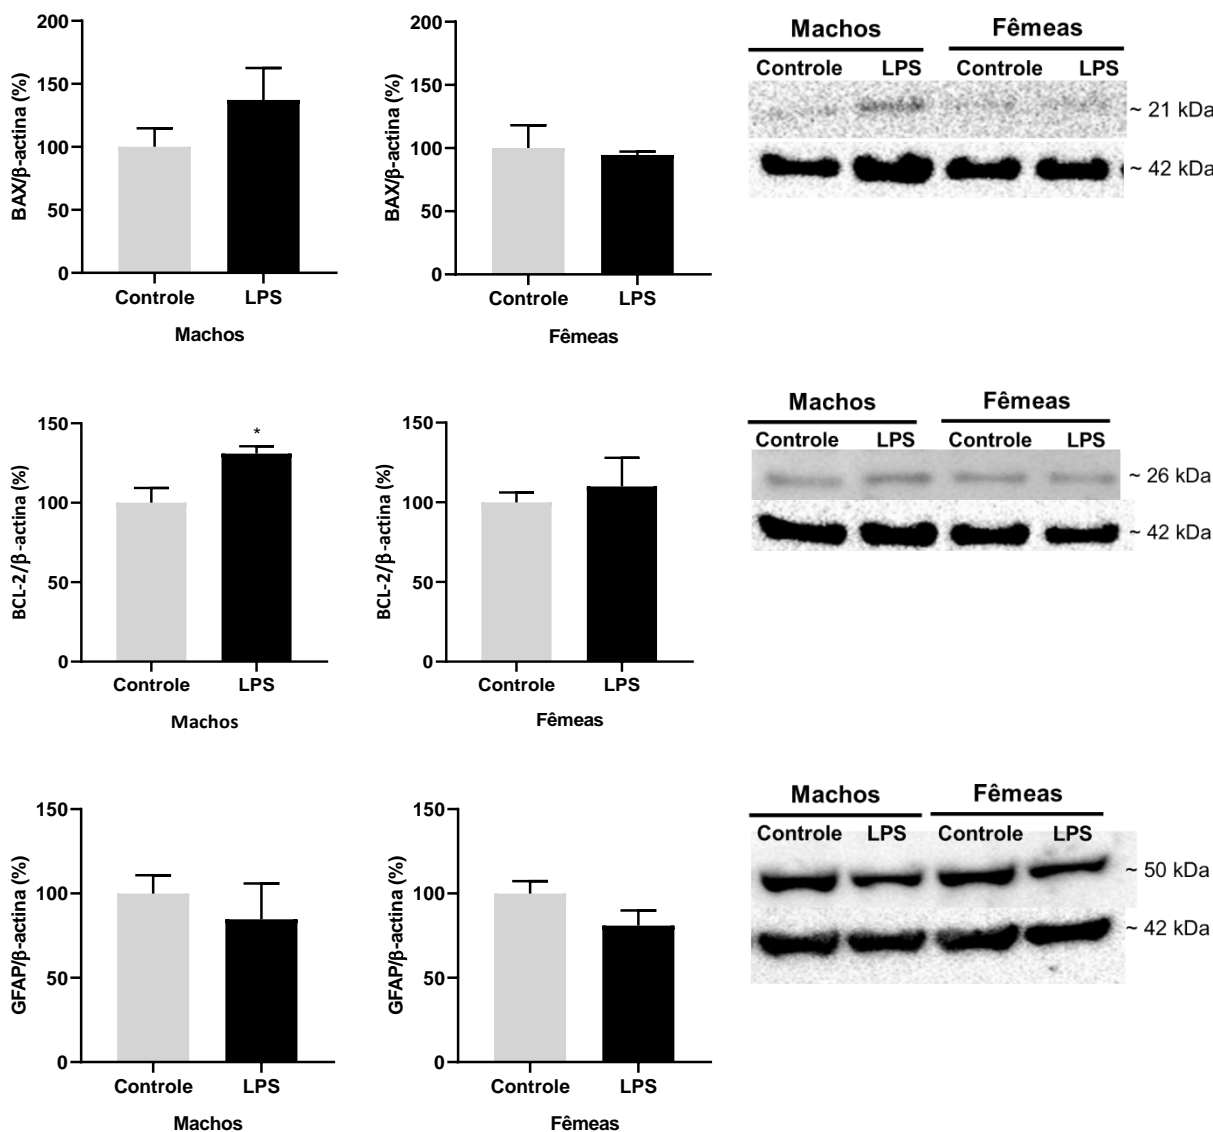 200
150
100
50
0
BAX/β-actina (%)
Controle
LPS
Machos
200
150
100
50
0
BAX/β-actina (%)
Controle
LPS
Fêmeas
Machos
Fêmeas
Controle
LPS
Controle
LPS
~ 21 kDa
~ 42 kDa
150
100
50
0
BCL-2/β-actina (%)
*
Controle
LPS
Machos
150
100
50
0
BCL-2/β-actina (%)
Controle
LPS
Fêmeas
Machos
Fêmeas
Controle
LPS
Controle
LPS
~ 26 kDa
~ 42 kDa
150
100
50
0
GFAP/β-actina (%)
Controle
LPS
Machos
150
100
50
0
GFAP/β-actina (%)
Controle
LPS
Fêmeas
Machos
Fêmeas
Controle
LPS
Controle
LPS
~ 50 kDa
~ 42 kDa